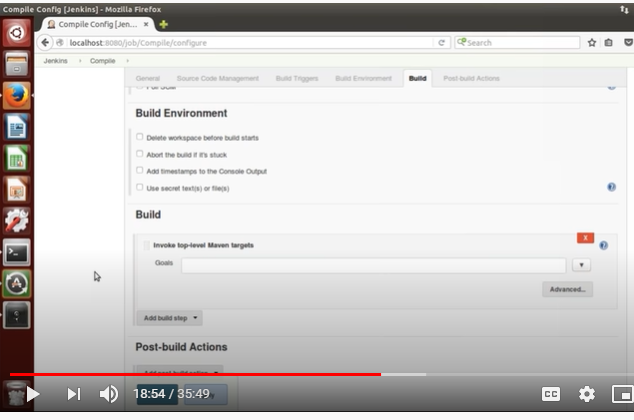 Compile Config [Jenkins] - Mozilla Firefox
Compile Config [Jen... × 
localhost:8080/job/Compile/configure
Search
Jenkins › Compile ›
General Source Code Management Build Triggers Build Environment Build Post-build Actions
Build Environment
Delete workspace before build starts
Abort the build if it's stuck
Add timestamps to the Console Output
Use secret text(s) or file(s)
Build
Invoke top-level Maven targets
X
Goals
Advanced...
Add build step
Post-build Actions
18:54 / 35:49
CC